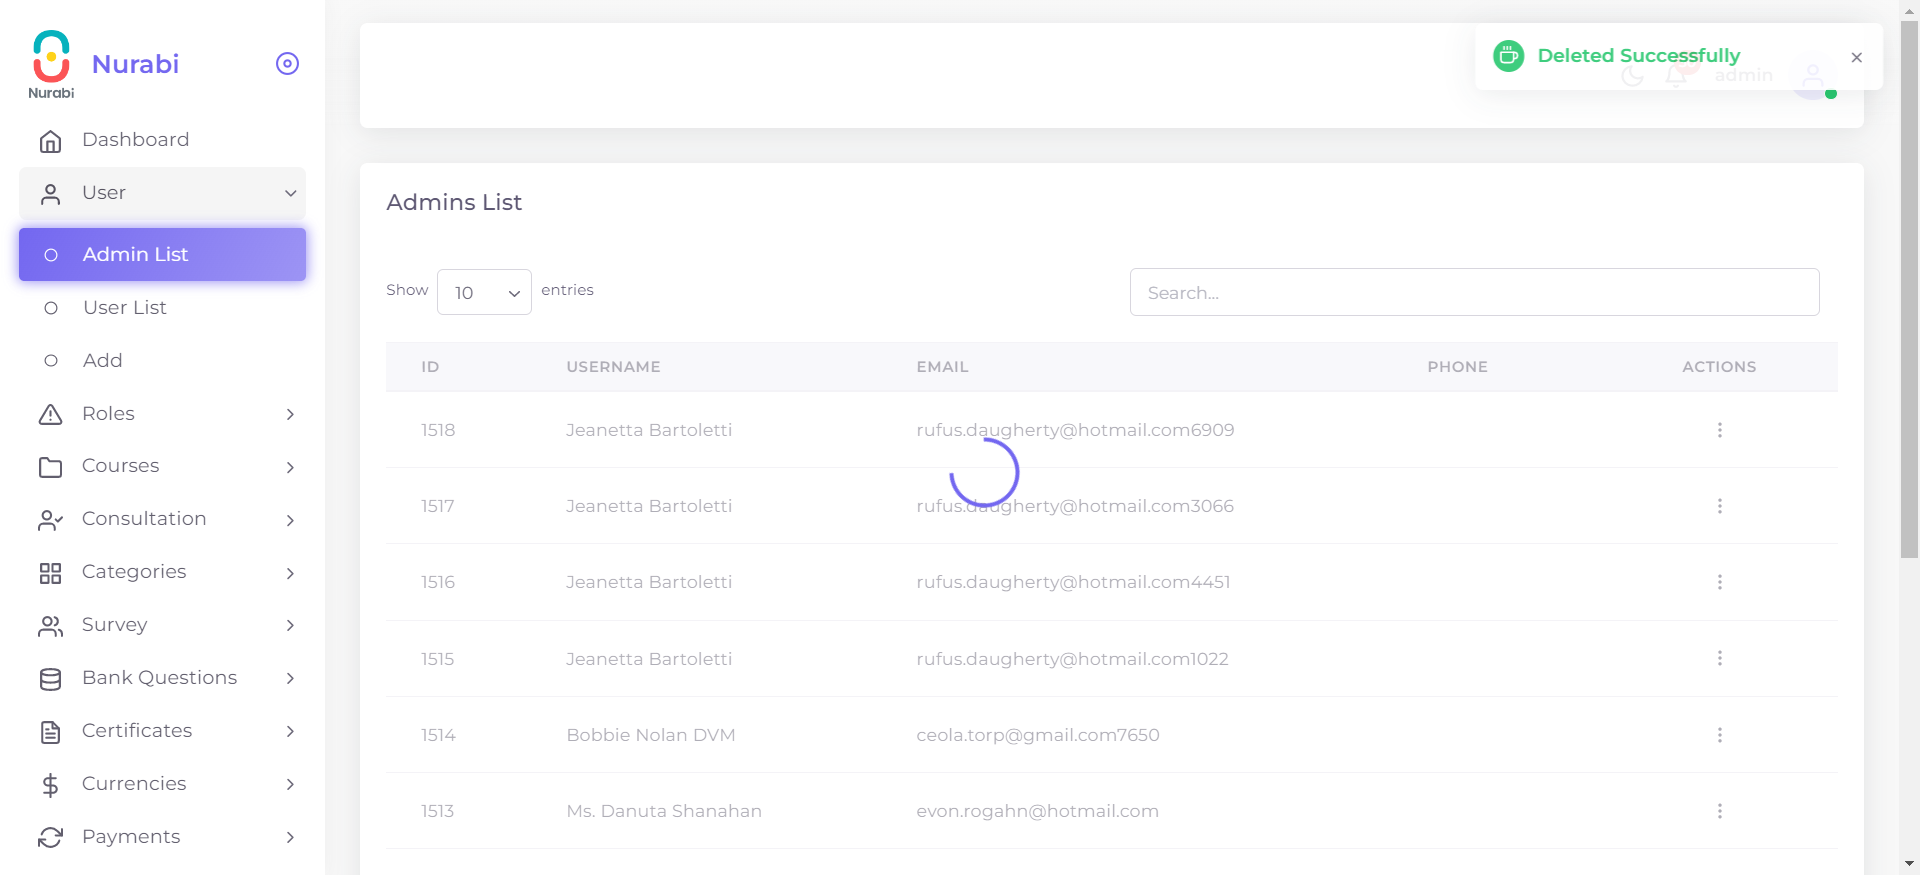 Nurabi
Nurabi
Deleted Successfully
admin
Dashboard
User
Admin List
User List
Add
Roles
Courses
Consultation
Categories
Survey
Bank Questions
Certificates
Currencies
Payments
Admins List
Show 10 entries
Search...
ID USERNAME EMAIL PHONE ACTIONS
1518 Jeanetta Bartoletti rufus.daugherty@hotmail.com6909
1517 Jeanetta Bartoletti rufus.daugherty@hotmail.com3066
1516 Jeanetta Bartoletti rufus.daugherty@hotmail.com4451
1515 Jeanetta Bartoletti rufus.daugherty@hotmail.com1022
1514 Bobbie Nolan DVM ceola.torp@gmail.com7650
1513 Ms. Danuta Shanahan evon.rogahn@hotmail.com